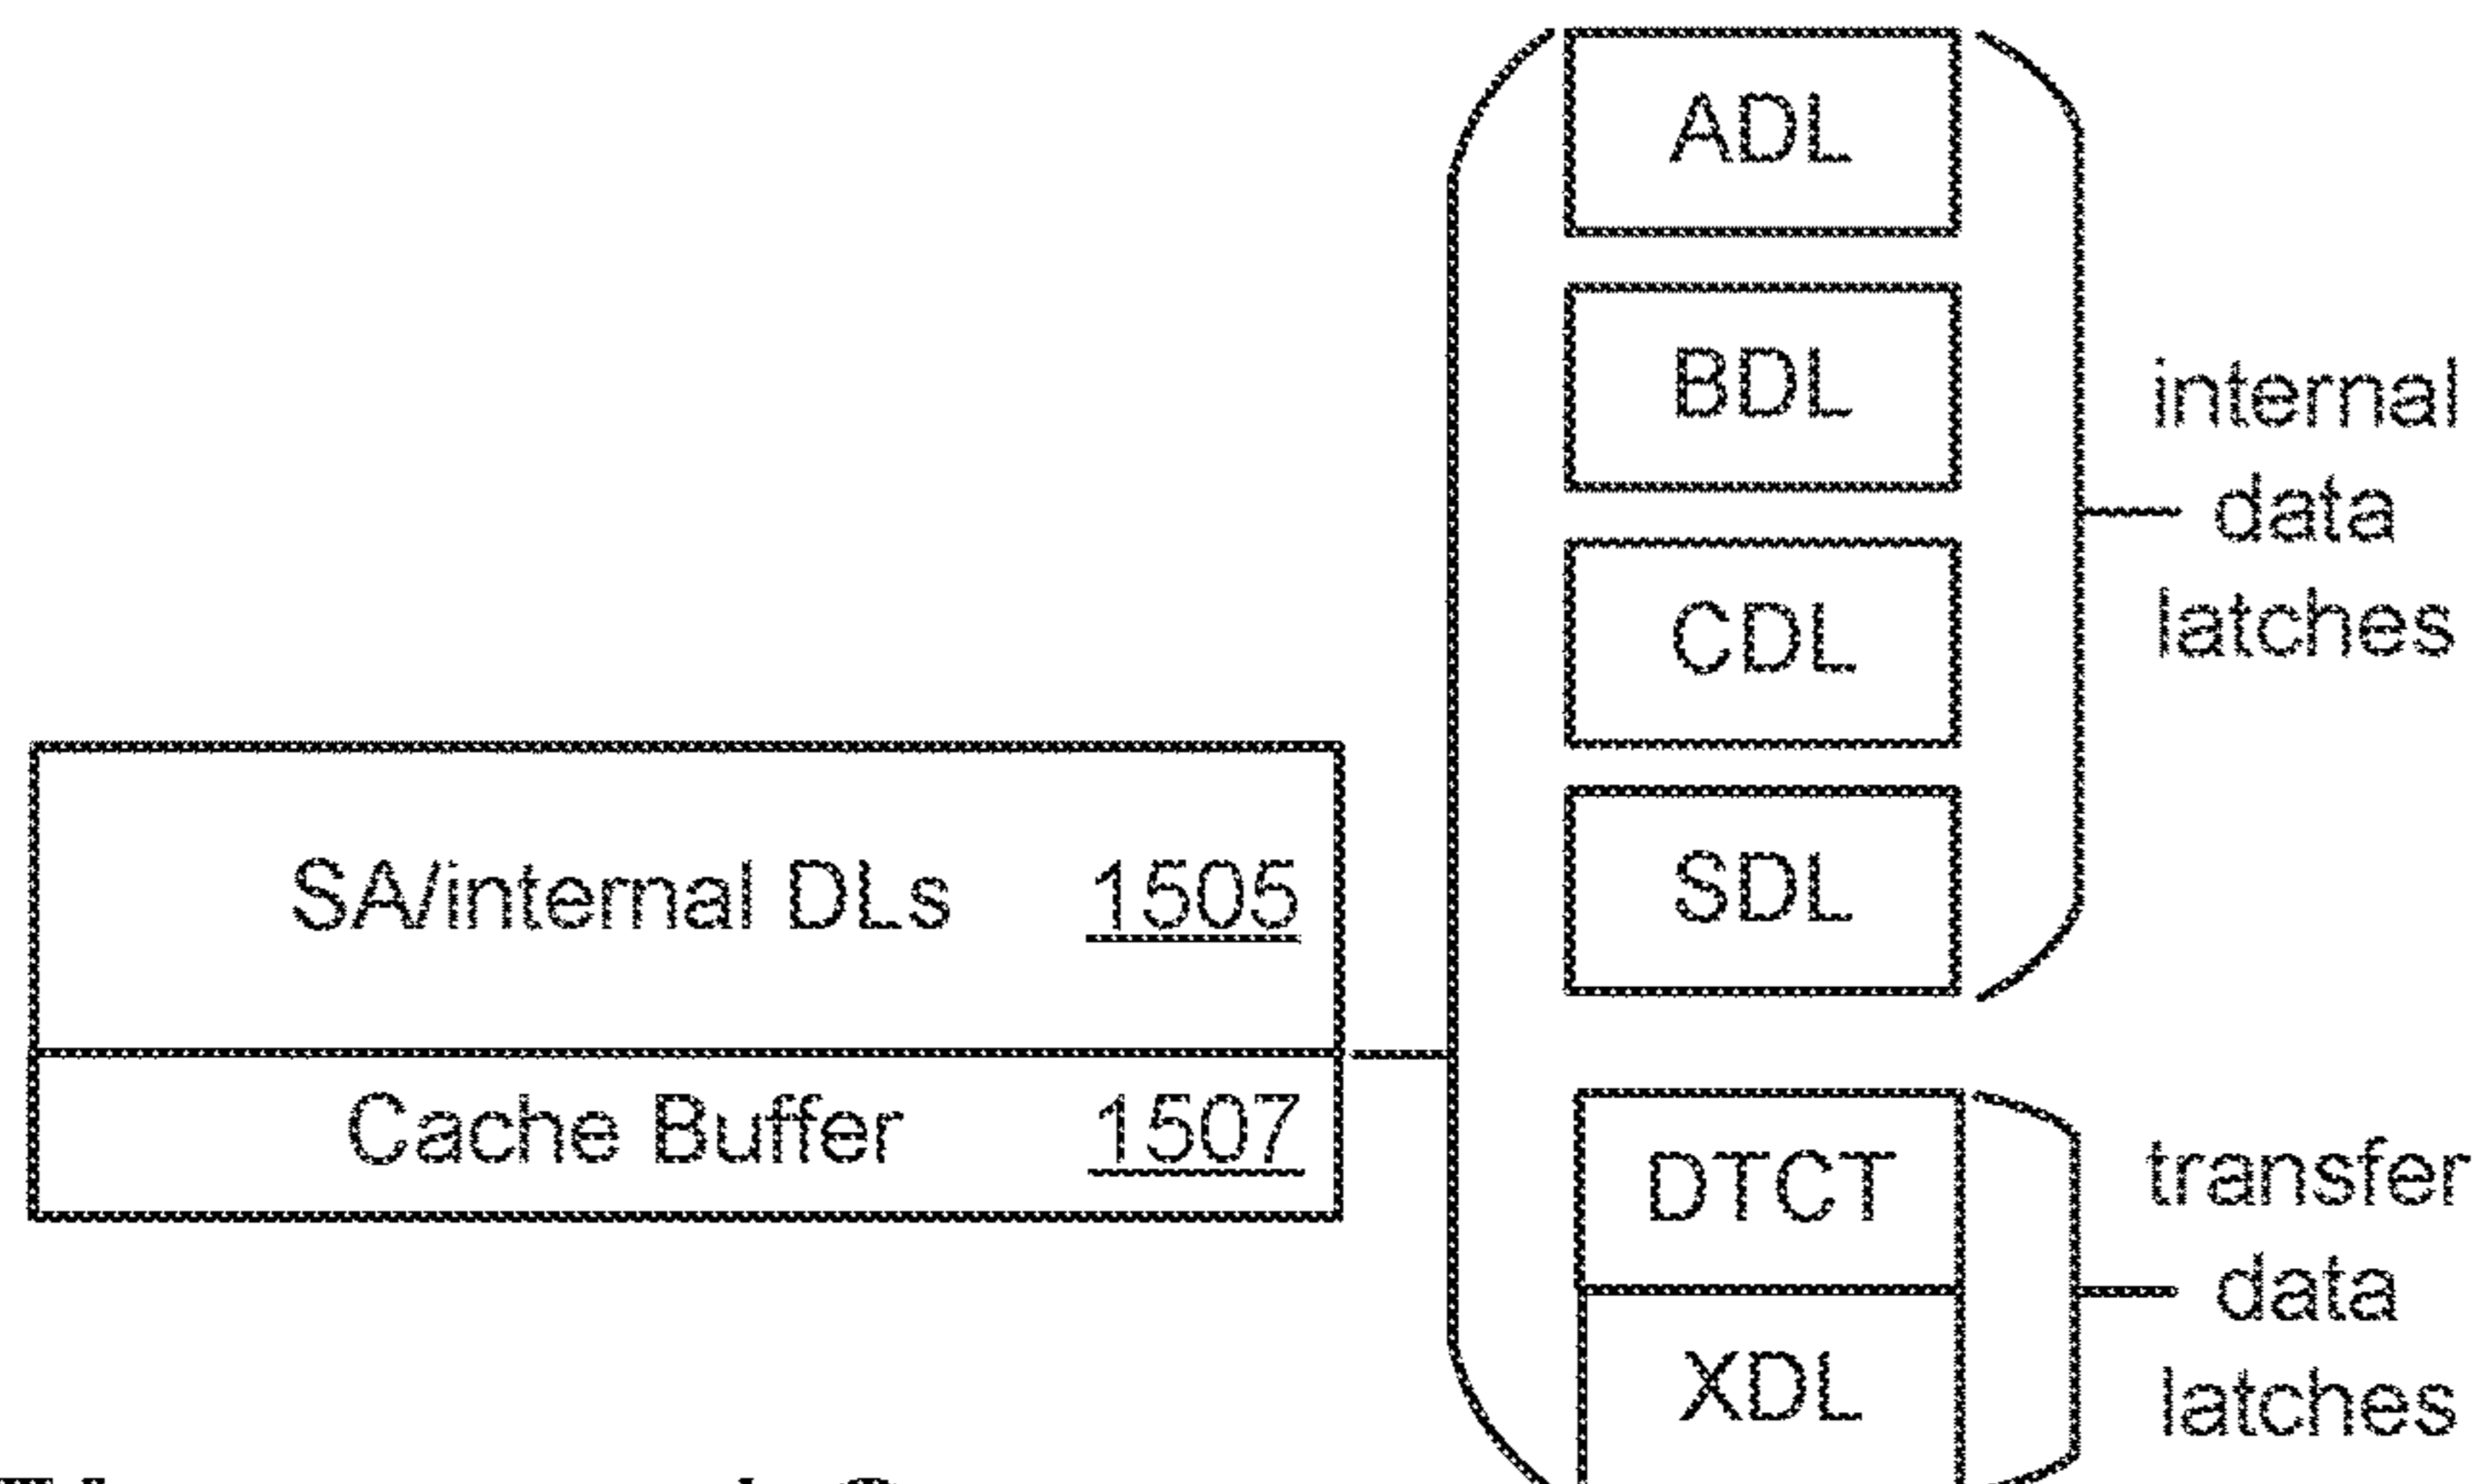 ADL
BDL
CDL
SDL
internal
data
latches
SA/internal DLs 1505
Cache Buffer 1507
DTCT
XDL
transfer
data
latches